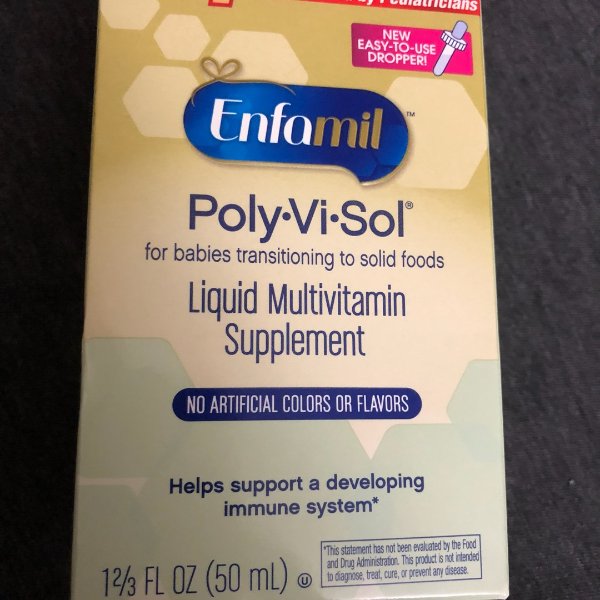 by Pediatricians
NEW
EASY-TO-USE
DROPPER!
Enfamil™
Poly•Vi•Sol®
for babies transitioning to solid foods
Liquid Multivitamin
Supplement
NO ARTIFICIAL COLORS OR FLAVORS
Helps support a developing
immune system*
*This statement has not been evaluated by the Food
and Drug Administration. This product is not intended
to diagnose, treat, cure, or prevent any disease.
1⅔ FL OZ (50 mL) U